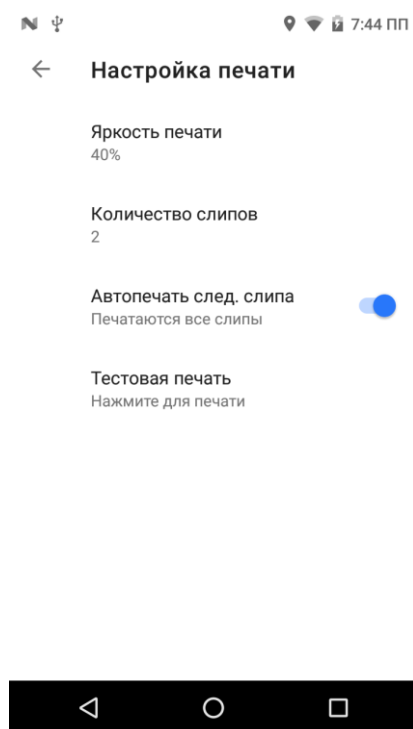 7:44 ПП
Настройка печати
Яркость печати
40%
Количество слипов
2
Автопечать след. слипа
Печатаются все слипы
Тестовая печать
Нажмите для печати